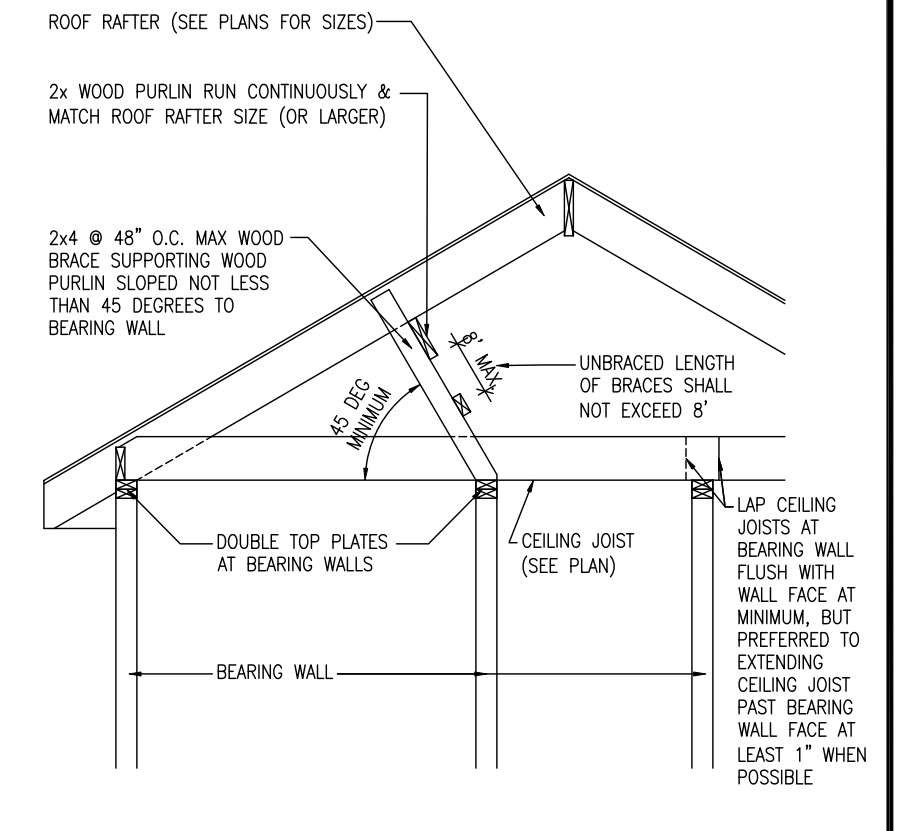 ROOF RAFTER (SEE PLANS FOR SIZES)
2x WOOD PURLIN RUN CONTINUOUSLY &
MATCH ROOF RAFTER SIZE (OR LARGER)
2x4 @ 48" O.C. MAX WOOD
BRACE SUPPORTING WOOD
PURLIN SLOPED NOT LESS
THAN 45 DEGREES TO
BEARING WALL
8' MAX
UNBRACED LENGTH
OF BRACES SHALL
NOT EXCEED 8'
45 DEG
MINIMUM
DOUBLE TOP PLATES
AT BEARING WALLS
CEILING JOIST
(SEE PLAN)
LAP CEILING
JOISTS AT
BEARING WALL
FLUSH WITH
WALL FACE AT
MINIMUM, BUT
PREFERRED TO
EXTENDING
CEILING JOIST
PAST BEARING
WALL FACE AT
LEAST 1" WHEN
POSSIBLE
BEARING WALL